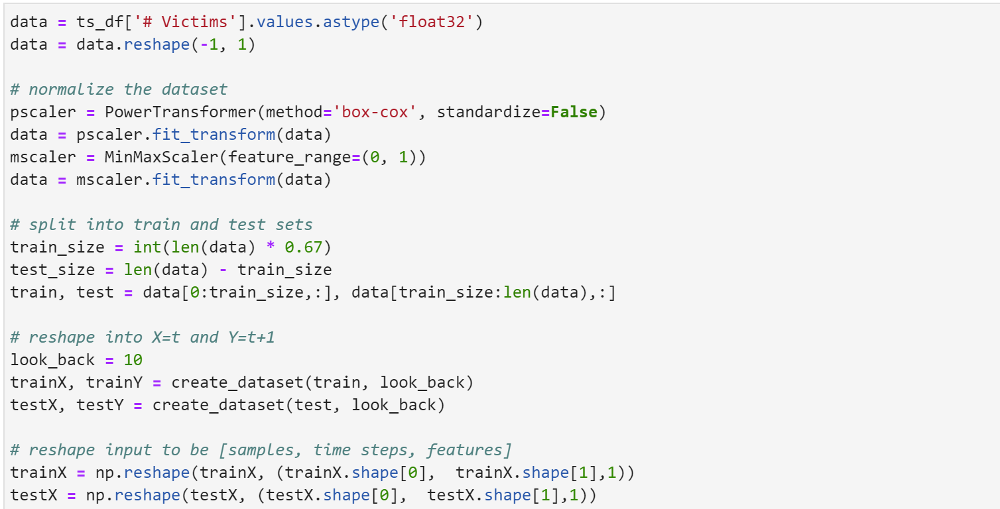 data = ts_df['# Victims'].values.astype('float32')
data = data.reshape(-1, 1)
# normalize the dataset
pscaler = PowerTransformer(method='box-cox', standardize=False)
data = pscaler.fit_transform(data)
mscaler = MinMaxScaler(feature_range=(0, 1))
data = mscaler.fit_transform(data)
# split into train and test sets
train_size = int(len(data) * 0.67)
test_size = len(data) - train_size
train, test = data[0:train_size,:], data[train_size:len(data),:]
# reshape into X=t and Y=t+1
look_back = 10
trainX, trainY = create_dataset(train, look_back)
testX, testY = create_dataset(test, look_back)
# reshape input to be [samples, time steps, features]
trainX = np.reshape(trainX, (trainX.shape[0],  trainX.shape[1],1))
testX = np.reshape(testX, (testX.shape[0],  testX.shape[1],1))